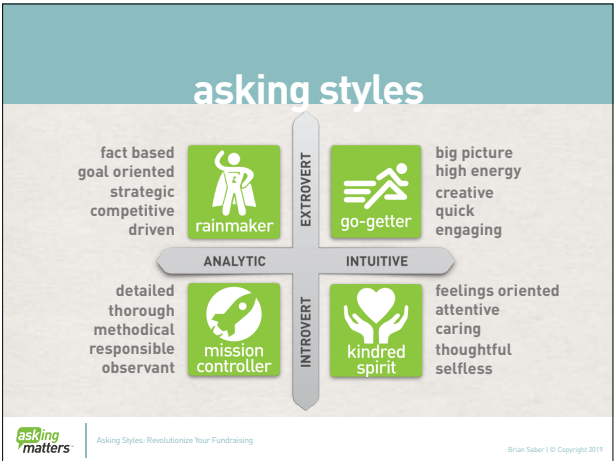 asking styles
fact based
goal oriented
strategic
competitive
driven
£
rainmaker
EXTROVERT
go-getter
big picture
high energy
creative
quick
engaging
ANALYTIC
INTUITIVE
detailed
thorough
methodical
responsible
observant
mission
controller
INTROVERT
kindred
spirit
feelings oriented
attentive
caring
thoughtful
selfless
asking
matters
Asking Styles: Revolutionize Your Fundraising
Brian Saber | © Copyright 2019